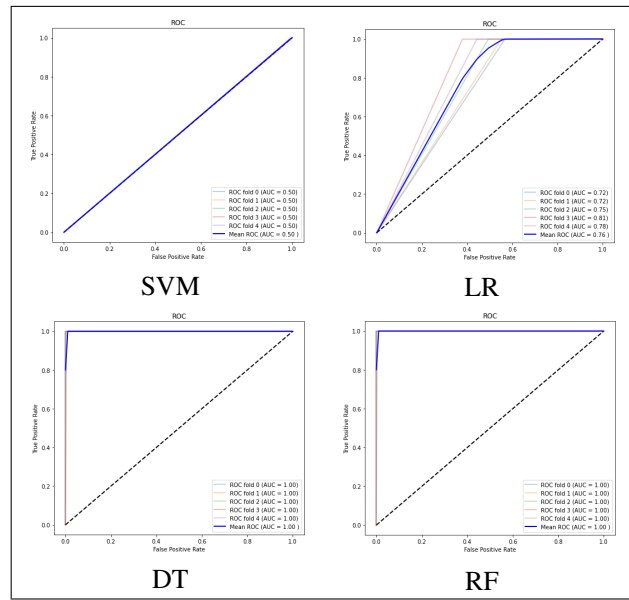 ROC
1.0
0.8
0.6
0.4
0.2
0.0
True Positive Rate
0.0 0.2 0.4 0.6 0.8 1.0
False Positive Rate
ROC fold 0 (AUC = 0.50)
ROC fold 1 (AUC = 0.50)
ROC fold 2 (AUC = 0.50)
ROC fold 3 (AUC = 0.50)
ROC fold 4 (AUC = 0.50)
Mean ROC (AUC = 0.50 )
SVM
ROC
1.0
0.8
0.6
0.4
0.2
0.0
True Positive Rate
0.0 0.2 0.4 0.6 0.8 1.0
False Positive Rate
ROC fold 0 (AUC = 0.72)
ROC fold 1 (AUC = 0.72)
ROC fold 2 (AUC = 0.75)
ROC fold 3 (AUC = 0.81)
ROC fold 4 (AUC = 0.78)
Mean ROC (AUC = 0.76 )
LR
ROC
1.0
0.8
0.6
0.4
0.2
0.0
True Positive Rate
0.0 0.2 0.4 0.6 0.8 1.0
False Positive Rate
ROC fold 0 (AUC = 1.00)
ROC fold 1 (AUC = 1.00)
ROC fold 2 (AUC = 1.00)
ROC fold 3 (AUC = 1.00)
ROC fold 4 (AUC = 1.00)
Mean ROC (AUC = 1.00 )
DT
ROC
1.0
0.8
0.6
0.4
0.2
0.0
True Positive Rate
0.0 0.2 0.4 0.6 0.8 1.0
False Positive Rate
ROC fold 0 (AUC = 1.00)
ROC fold 1 (AUC = 1.00)
ROC fold 2 (AUC = 1.00)
ROC fold 3 (AUC = 1.00)
ROC fold 4 (AUC = 1.00)
Mean ROC (AUC = 1.00 )
RF